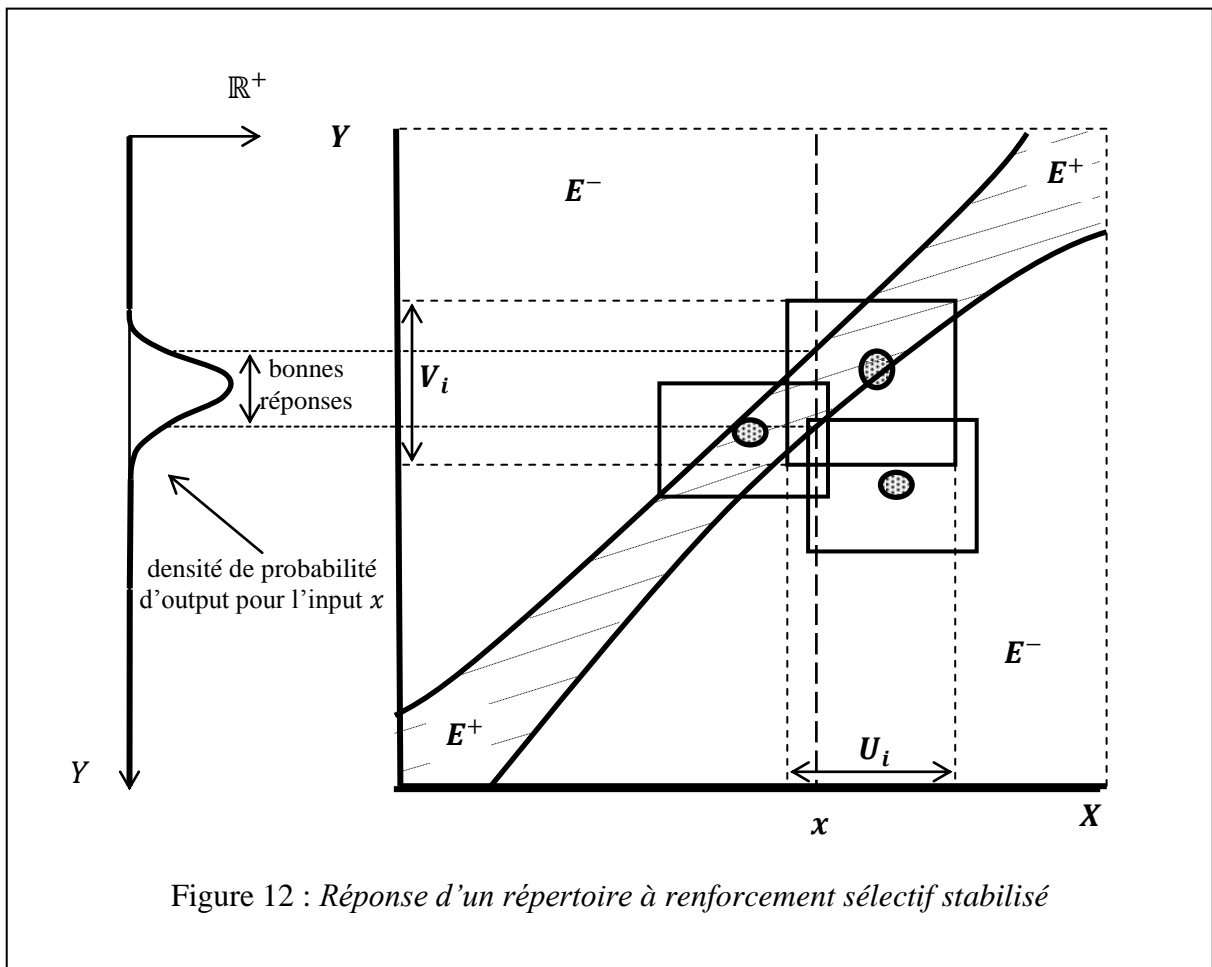 ℝ⁺
Y
E⁻
E⁺
bonnes
réponses
Vᵢ
densité de probabilité
d’output pour l’input x
E⁻
E⁺
Uᵢ
Y
x
X
Figure 12 : Réponse d’un répertoire à renforcement sélectif stabilisé